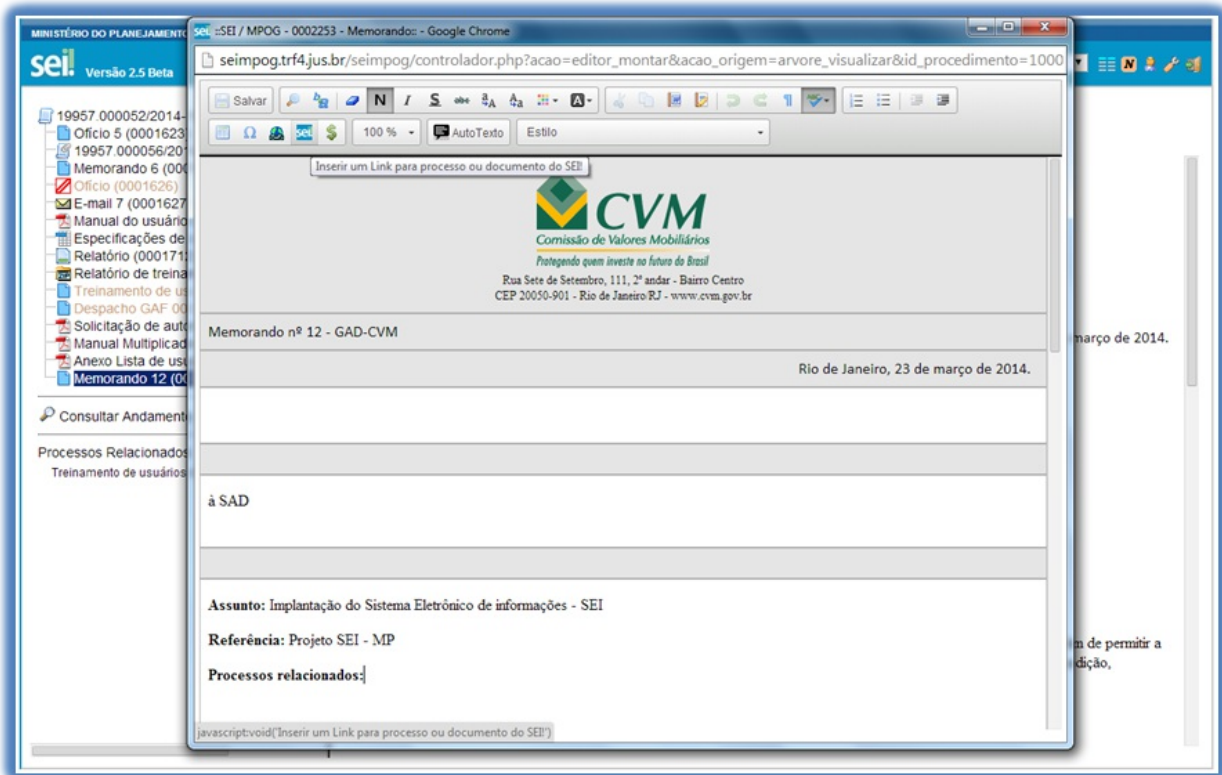 MINISTÉRIO DO PLANEJAMENTO
sei. ::SEI / MPOG - 0002253 - Memorando:: - Google Chrome
seimpog.trf4.jus.br/seimpog/controlador.php?acao=editor_montar&acao_origem=arvore_visualizar&id_procedimento=1000
sei! Versão 2.5 Beta
Salvar
N I S abc
100 % AutoTexto Estilo
Inserir um Link para processo ou documento do SEI!
19957.000052/2014-
Ofício 5 (0001623
19957.000056/20
Memorando 6 (000
Ofício (0001626)
E-mail 7 (0001627
Manual do usuário
Especificações de
Relatório (000171
Relatório de treina
Treinamento de us
Despacho GAF 00
Solicitação de auto
Manual Multiplicad
Anexo Lista de usu
Memorando 12 (00
Consultar Andament
Processos Relacionados
Treinamento de usuários
CVM
Comissão de Valores Mobiliários
Protegendo quem investe no futuro do Brasil
Rua Sete de Setembro, 111, 2º andar - Bairro Centro
CEP 20050-901 - Rio de Janeiro/RJ - www.cvm.gov.br
Memorando nº 12 - GAD-CVM
Rio de Janeiro, 23 de março de 2014.
à SAD
Assunto: Implantação do Sistema Eletrônico de informações - SEI
Referência: Projeto SEI - MP
Processos relacionados:
março de 2014.
m de permitir a
dição,
javascript:void('Inserir um Link para processo ou documento do SEI!')